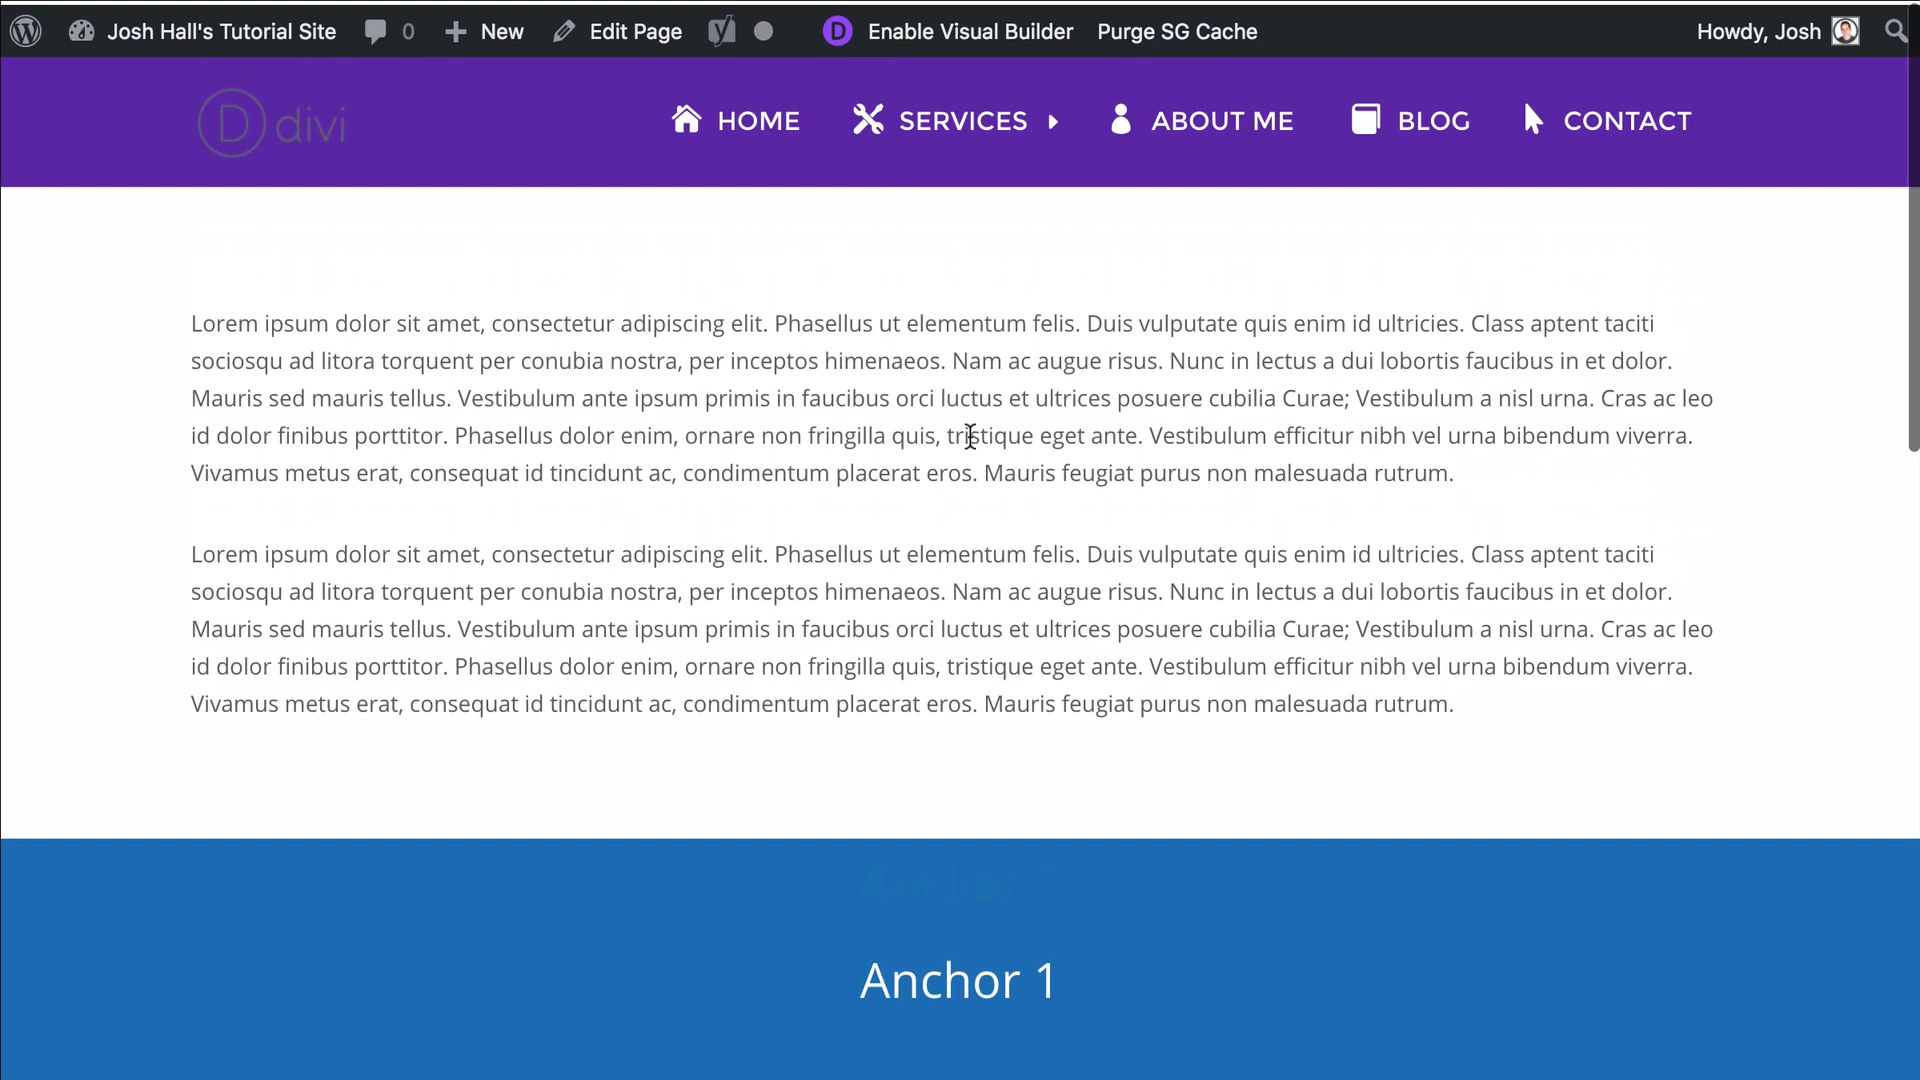 Josh Hall's Tutorial Site 0 New Edit Page Enable Visual Builder Purge SG Cache Howdy, Josh
D divi HOME SERVICES ABOUT ME BLOG CONTACT
Lorem ipsum dolor sit amet, consectetur adipiscing elit. Phasellus ut elementum felis. Duis vulputate quis enim id ultricies. Class aptent taciti
sociosqu ad litora torquent per conubia nostra, per inceptos himenaeos. Nam ac augue risus. Nunc in lectus a dui lobortis faucibus in et dolor.
Mauris sed mauris tellus. Vestibulum ante ipsum primis in faucibus orci luctus et ultrices posuere cubilia Curae; Vestibulum a nisl urna. Cras ac leo
id dolor finibus porttitor. Phasellus dolor enim, ornare non fringilla quis, tristique eget ante. Vestibulum efficitur nibh vel urna bibendum viverra.
Vivamus metus erat, consequat id tincidunt ac, condimentum placerat eros. Mauris feugiat purus non malesuada rutrum.
Lorem ipsum dolor sit amet, consectetur adipiscing elit. Phasellus ut elementum felis. Duis vulputate quis enim id ultricies. Class aptent taciti
sociosqu ad litora torquent per conubia nostra, per inceptos himenaeos. Nam ac augue risus. Nunc in lectus a dui lobortis faucibus in et dolor.
Mauris sed mauris tellus. Vestibulum ante ipsum primis in faucibus orci luctus et ultrices posuere cubilia Curae; Vestibulum a nisl urna. Cras ac leo
id dolor finibus porttitor. Phasellus dolor enim, ornare non fringilla quis, tristique eget ante. Vestibulum efficitur nibh vel urna bibendum viverra.
Vivamus metus erat, consequat id tincidunt ac, condimentum placerat eros. Mauris feugiat purus non malesuada rutrum.
Anchor 1